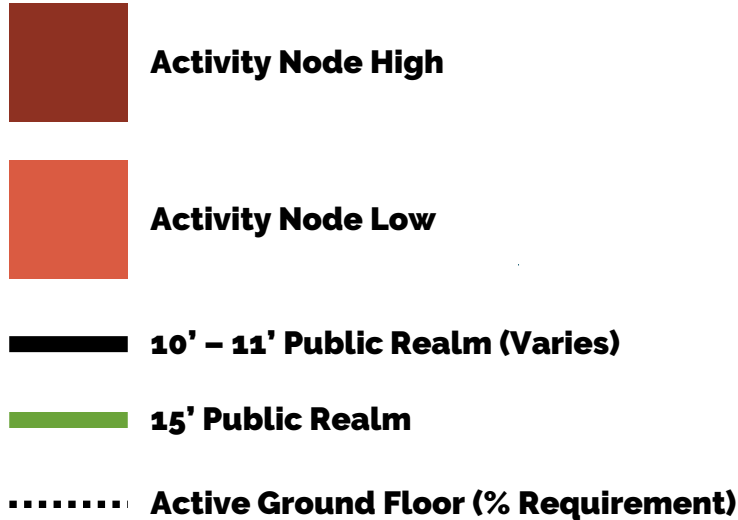 Activity Node High
Activity Node Low
10’ – 11’ Public Realm (Varies)
15’ Public Realm
Active Ground Floor (% Requirement)